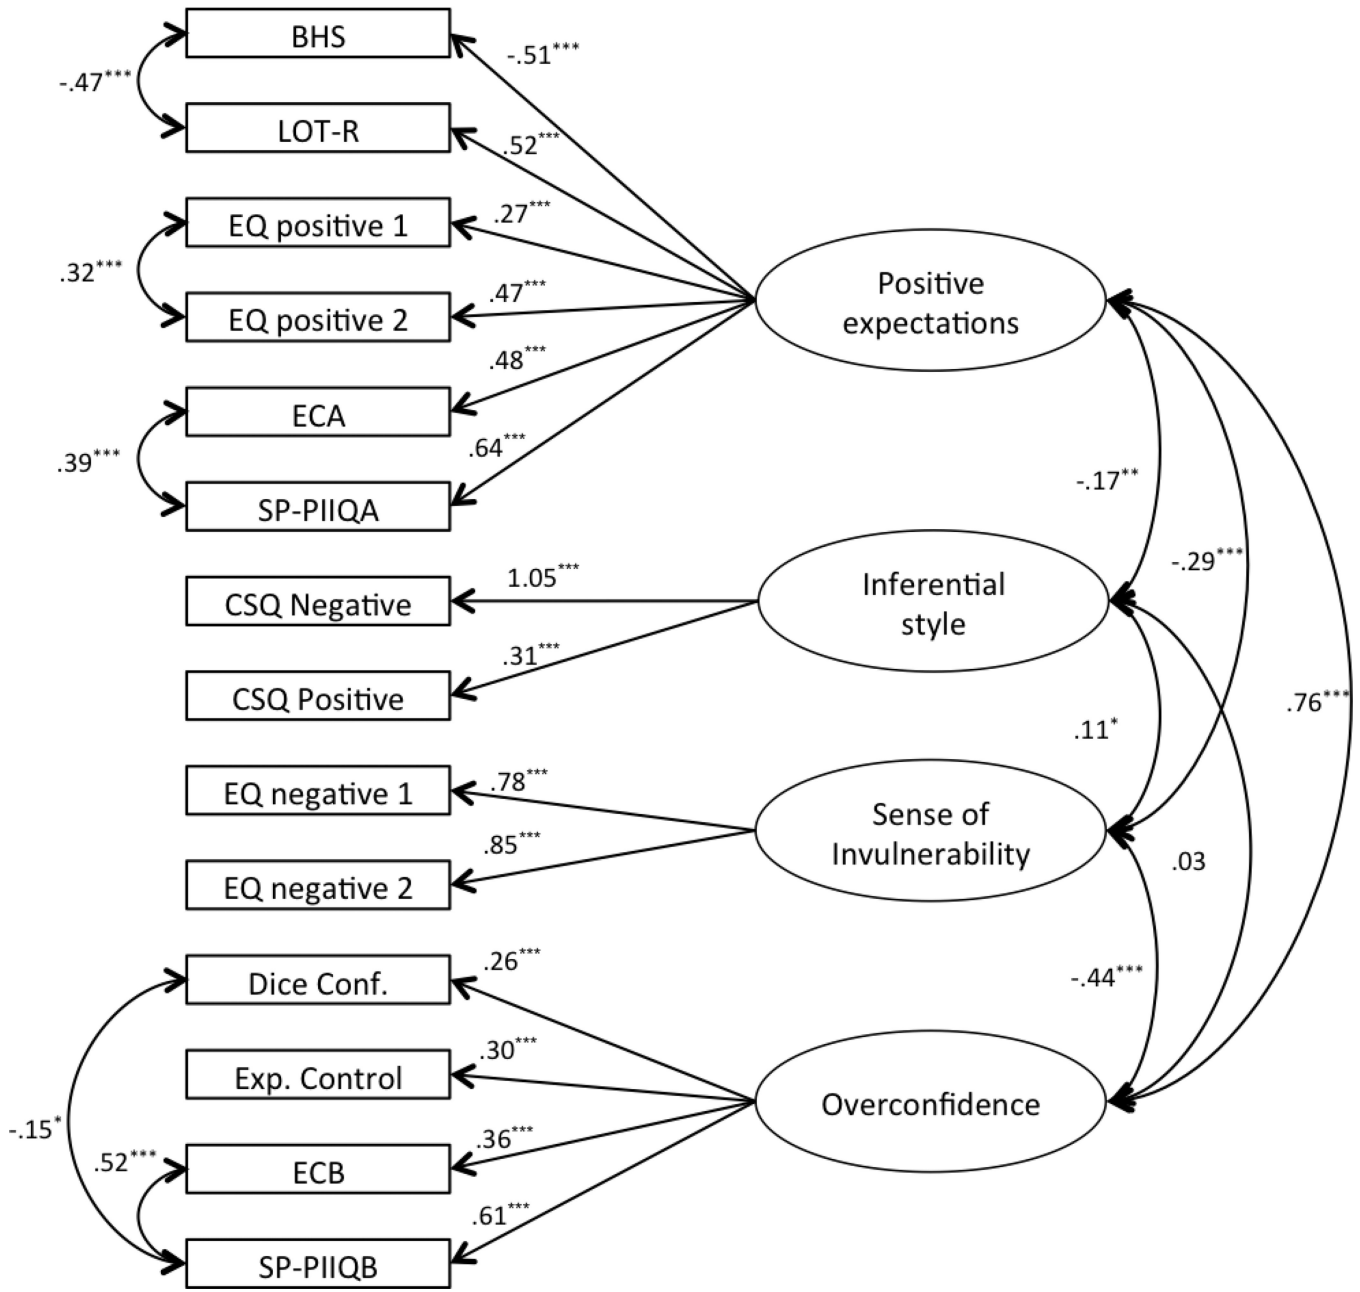 BHS
-.51***
-.47***
LOT-R
.52***
EQ positive 1
.27***
.32***
EQ positive 2
.47***
Positive
expectations
ECA
.48***
.39***
SP-PIIQA
.64***
-.17**
-.29***
CSQ Negative
1.05***
Inferential
style
CSQ Positive
.31***
.76***
.11*
EQ negative 1
.78***
Sense of
Invulnerability
EQ negative 2
.85***
.03
Dice Conf.
.26***
-.44***
Exp. Control
.30***
Overconfidence
-.15*
.52***
ECB
.36***
SP-PIIQB
.61***